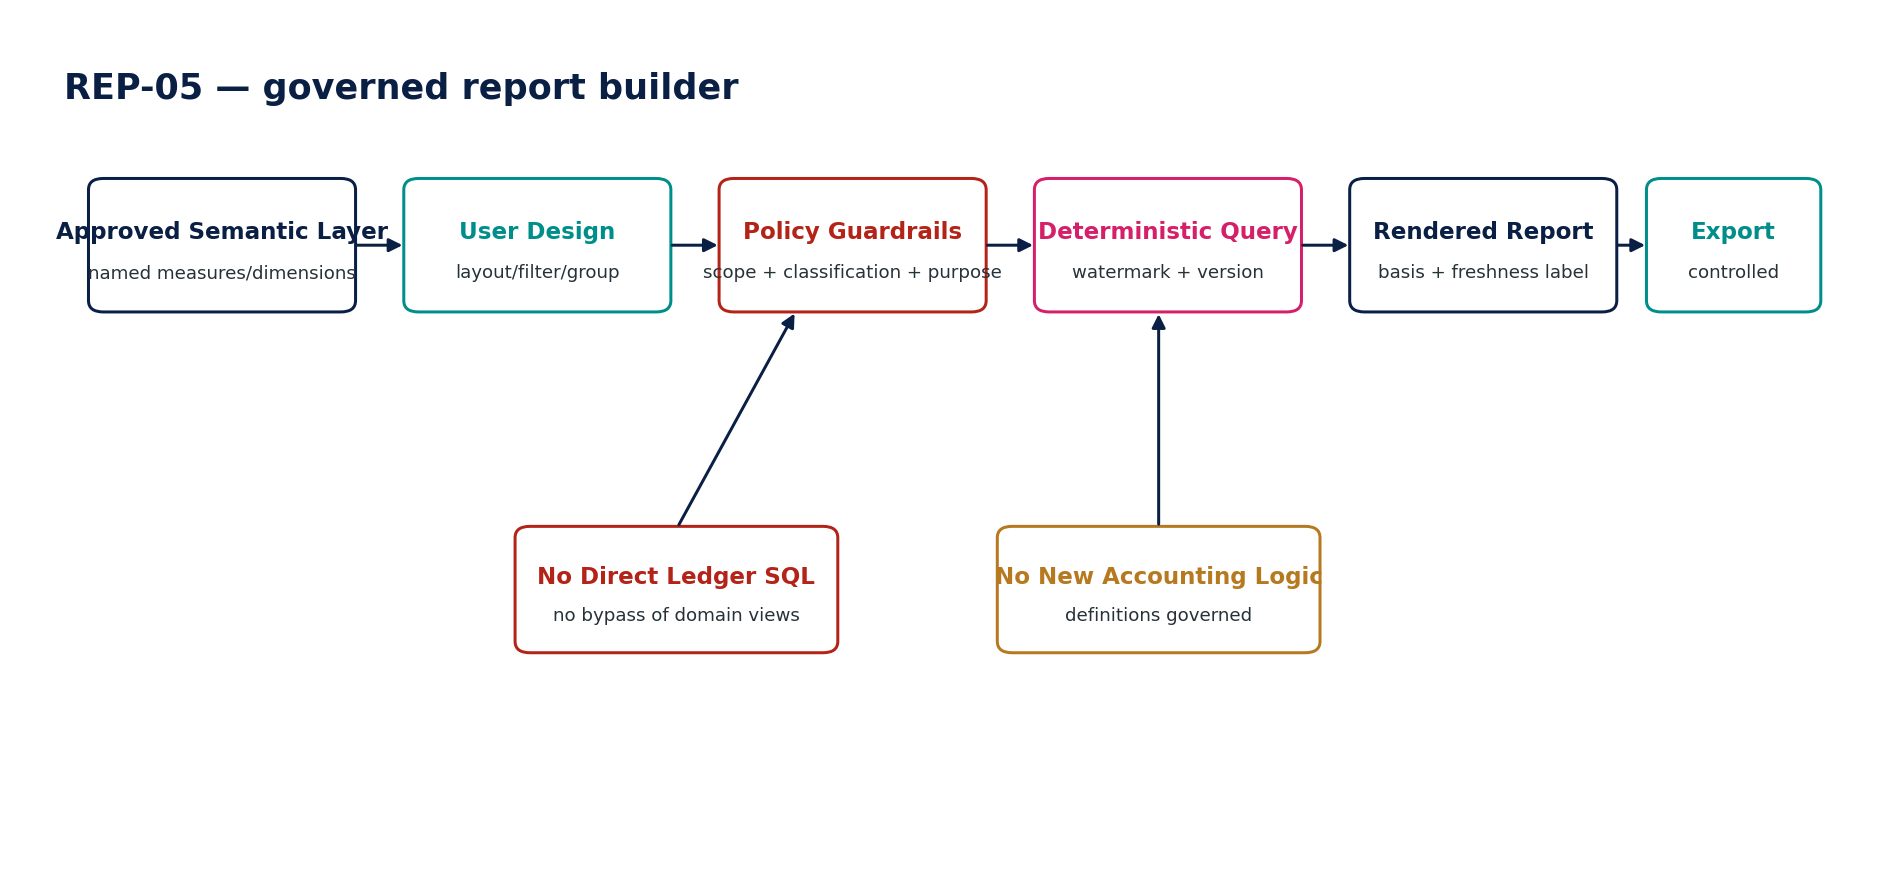 REP-05 — governed report builder
Approved Semantic Layer
named measures/dimensions
User Design
layout/filter/group
Policy Guardrails
scope + classification + purpose
Deterministic Query
watermark + version
Rendered Report
basis + freshness label
Export
controlled
No Direct Ledger SQL
no bypass of domain views
No New Accounting Logic
definitions governed